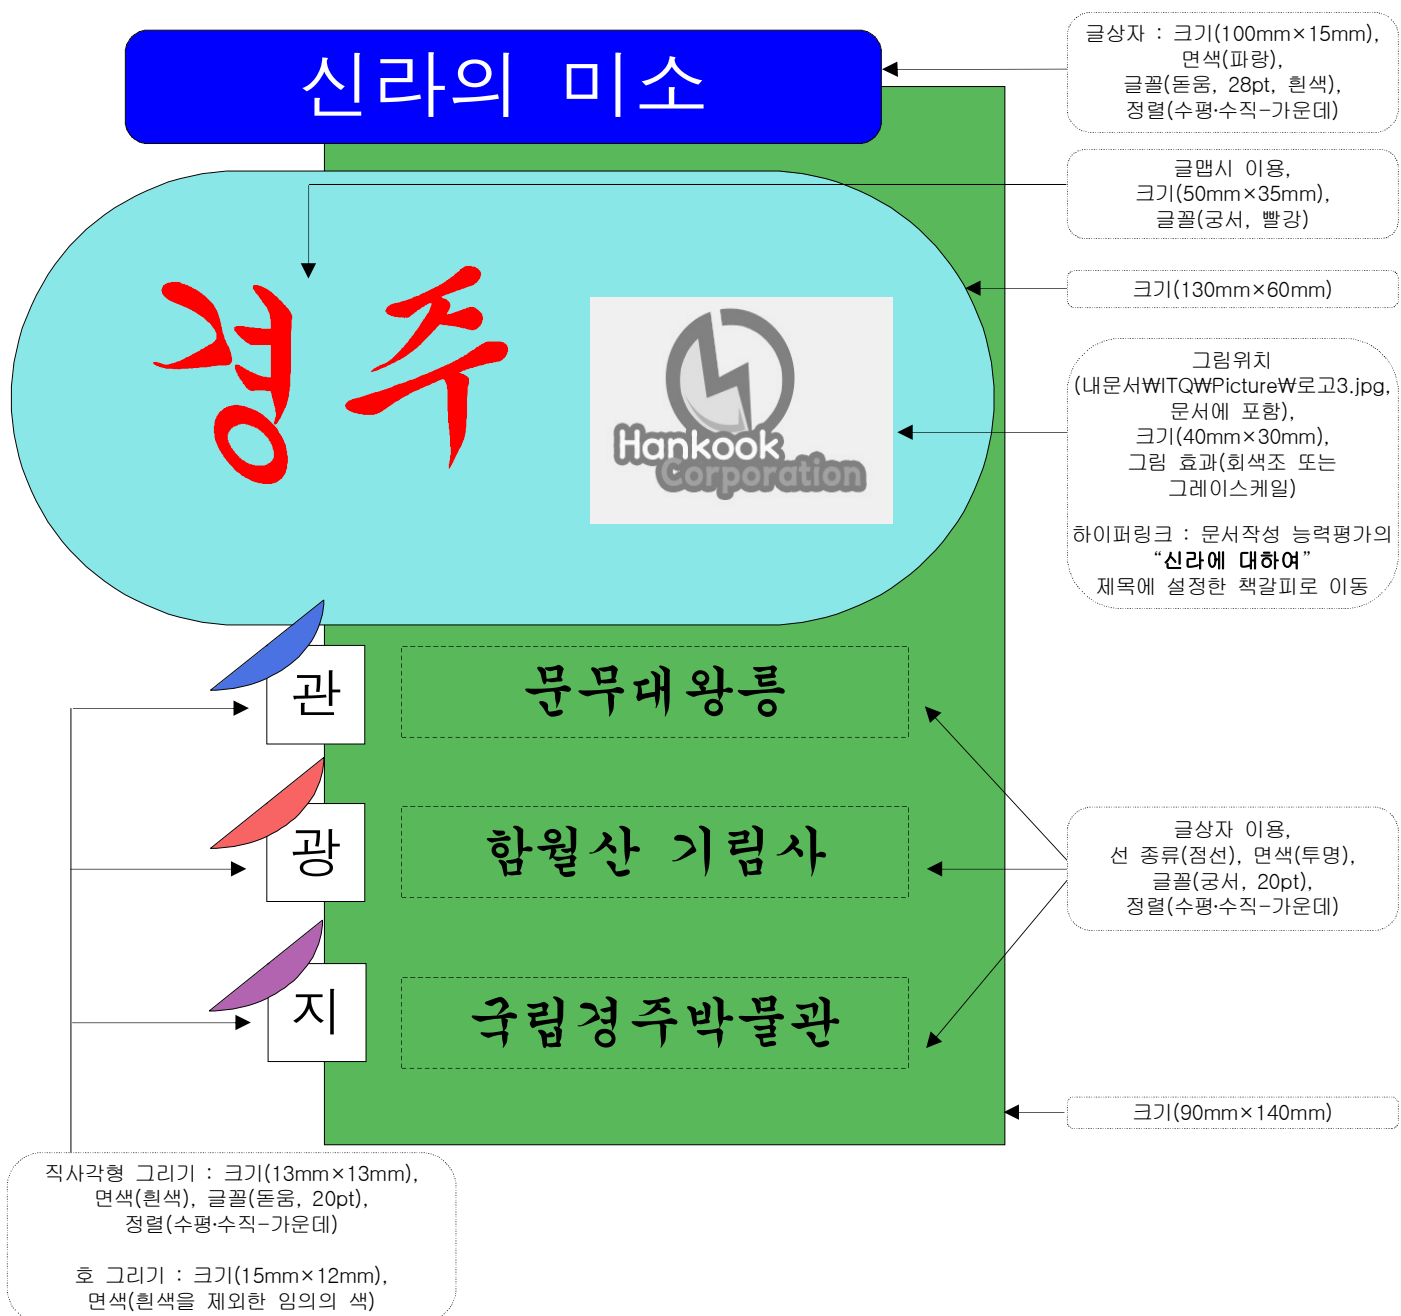 신라의 미소
글상자 : 크기(100mm×15mm),
면색(파랑),
글꼴(돋움, 28pt, 흰색),
정렬(수평·수직-가운데)
글맵시 이용,
크기(50mm×35mm),
글꼴(궁서, 빨강)
경주
크기(130mm×60mm)
Hankook
Corporation
그림위치
(내문서₩ITQ₩Picture₩로고3.jpg,
문서에 포함),
크기(40mm×30mm),
그림 효과(회색조 또는
그레이스케일)
하이퍼링크 : 문서작성 능력평가의
“신라에 대하여”
제목에 설정한 책갈피로 이동
관
문무대왕릉
광
함월산 기림사
글상자 이용,
선 종류(점선), 면색(투명),
글꼴(궁서, 20pt),
정렬(수평·수직-가운데)
지
국립경주박물관
크기(90mm×140mm)
직사각형 그리기 : 크기(13mm×13mm),
면색(흰색), 글꼴(돋움, 20pt),
정렬(수평·수직-가운데)
호 그리기 : 크기(15mm×12mm),
면색(흰색을 제외한 임의의 색)